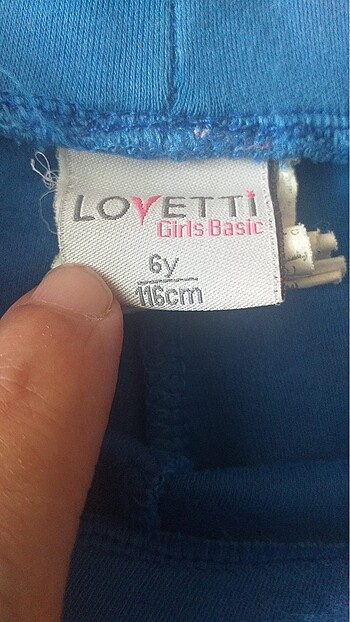 LOVETTi
Girls Basic
6y
116cm